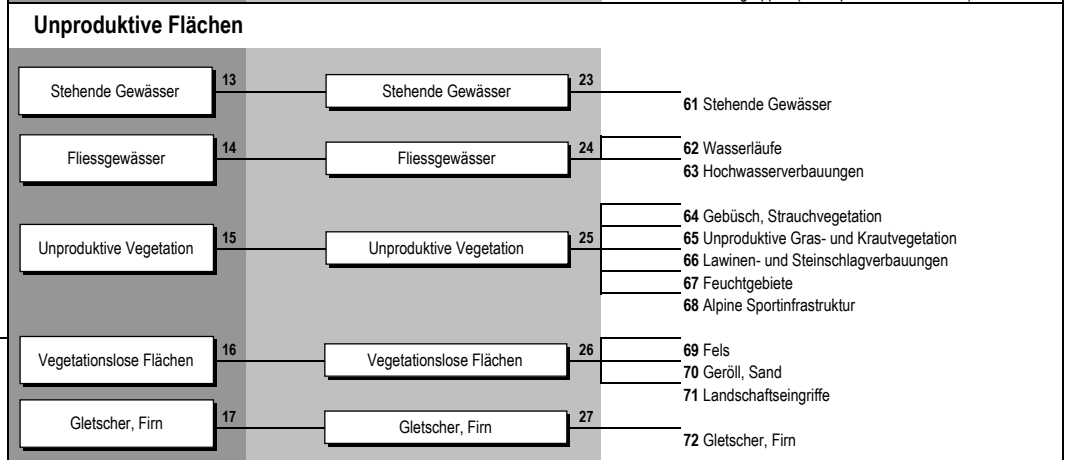 Unproduktive Flächen
Stehende Gewässer 13 Stehende Gewässer 23
61 Stehende Gewässer
Fliessgewässer 14 Fliessgewässer 24
62 Wasserläufe
63 Hochwasserverbauungen
Unproduktive Vegetation 15 Unproduktive Vegetation 25
64 Gebüsch, Strauchvegetation
65 Unproduktive Gras- und Krautvegetation
66 Lawinen- und Steinschlagverbauungen
67 Feuchtgebiete
68 Alpine Sportinfrastruktur
Vegetationslose Flächen 16 Vegetationslose Flächen 26
69 Fels
70 Geröll, Sand
71 Landschaftseingriffe
Gletscher, Firn 17 Gletscher, Firn 27
72 Gletscher, Firn